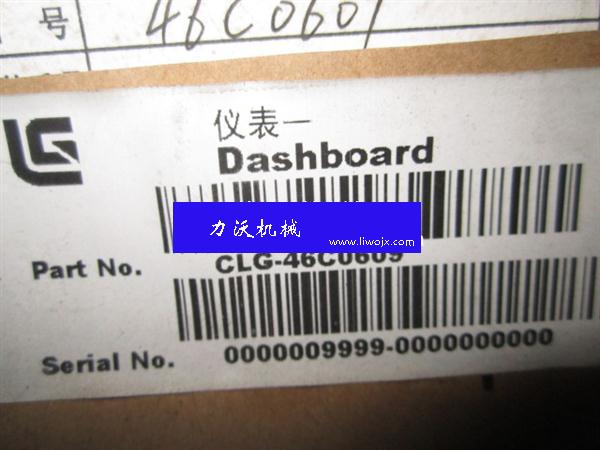 号 46C0601
LG
仪表一
Dashboard
力沃机械
www.liwojx.com
Part No. CLG-46C0609
Serial No. 0000009999-0000000000